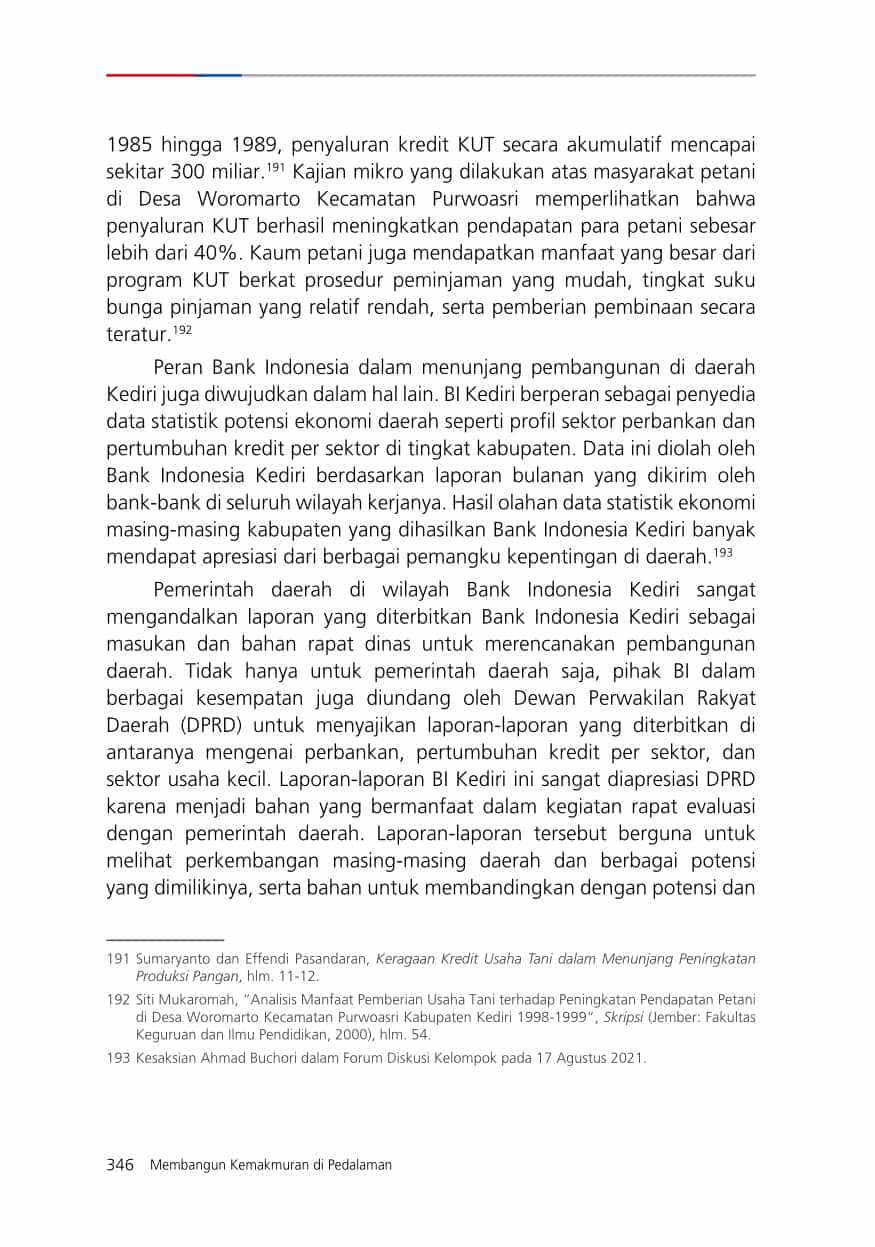 1985 hingga 1989, penyaluran kredit KUT secara akumulatif mencapai
sekitar 300 miliar.191 Kajian mikro yang dilakukan atas masyarakat petani
di Desa Woromarto Kecamatan Purwoasri memperlihatkan bahwa
penyaluran KUT berhasil meningkatkan pendapatan para petani sebesar
lebih dari 40%. Kaum petani juga mendapatkan manfaat yang besar dari
program KUT berkat prosedur peminjaman yang mudah, tingkat suku
bunga pinjaman yang relatif rendah, serta pemberian pembinaan secara
teratur.192
Peran Bank Indonesia dalam menunjang pembangunan di daerah
Kediri juga diwujudkan dalam hal lain. BI Kediri berperan sebagai penyedia
data statistik potensi ekonomi daerah seperti profil sektor perbankan dan
pertumbuhan kredit per sektor di tingkat kabupaten. Data ini diolah oleh
Bank Indonesia Kediri berdasarkan laporan bulanan yang dikirim oleh
bank-bank di seluruh wilayah kerjanya. Hasil olahan data statistik ekonomi
masing-masing kabupaten yang dihasilkan Bank Indonesia Kediri banyak
mendapat apresiasi dari berbagai pemangku kepentingan di daerah.193
Pemerintah daerah di wilayah Bank Indonesia Kediri sangat
mengandalkan laporan yang diterbitkan Bank Indonesia Kediri sebagai
masukan dan bahan rapat dinas untuk merencanakan pembangunan
daerah. Tidak hanya untuk pemerintah daerah saja, pihak BI dalam
berbagai kesempatan juga diundang oleh Dewan Perwakilan Rakyat
Daerah (DPRD) untuk menyajikan laporan-laporan yang diterbitkan di
antaranya mengenai perbankan, pertumbuhan kredit per sektor, dan
sektor usaha kecil. Laporan-laporan BI Kediri ini sangat diapresiasi DPRD
karena menjadi bahan yang bermanfaat dalam kegiatan rapat evaluasi
dengan pemerintah daerah. Laporan-laporan tersebut berguna untuk
melihat perkembangan masing-masing daerah dan berbagai potensi
yang dimilikinya, serta bahan untuk membandingkan dengan potensi dan
191 Sumaryanto dan Effendi Pasandaran, Keragaan Kredit Usaha Tani dalam Menunjang Peningkatan
Produksi Pangan, hlm. 11-12.
192 Siti Mukaromah, “Analisis Manfaat Pemberian Usaha Tani terhadap Peningkatan Pendapatan Petani
di Desa Woromarto Kecamatan Purwoasri Kabupaten Kediri 1998-1999”, Skripsi (Jember: Fakultas
Keguruan dan Ilmu Pendidikan, 2000), hlm. 54.
193 Kesaksian Ahmad Buchori dalam Forum Diskusi Kelompok pada 17 Agustus 2021.
346 Membangun Kemakmuran di Pedalaman